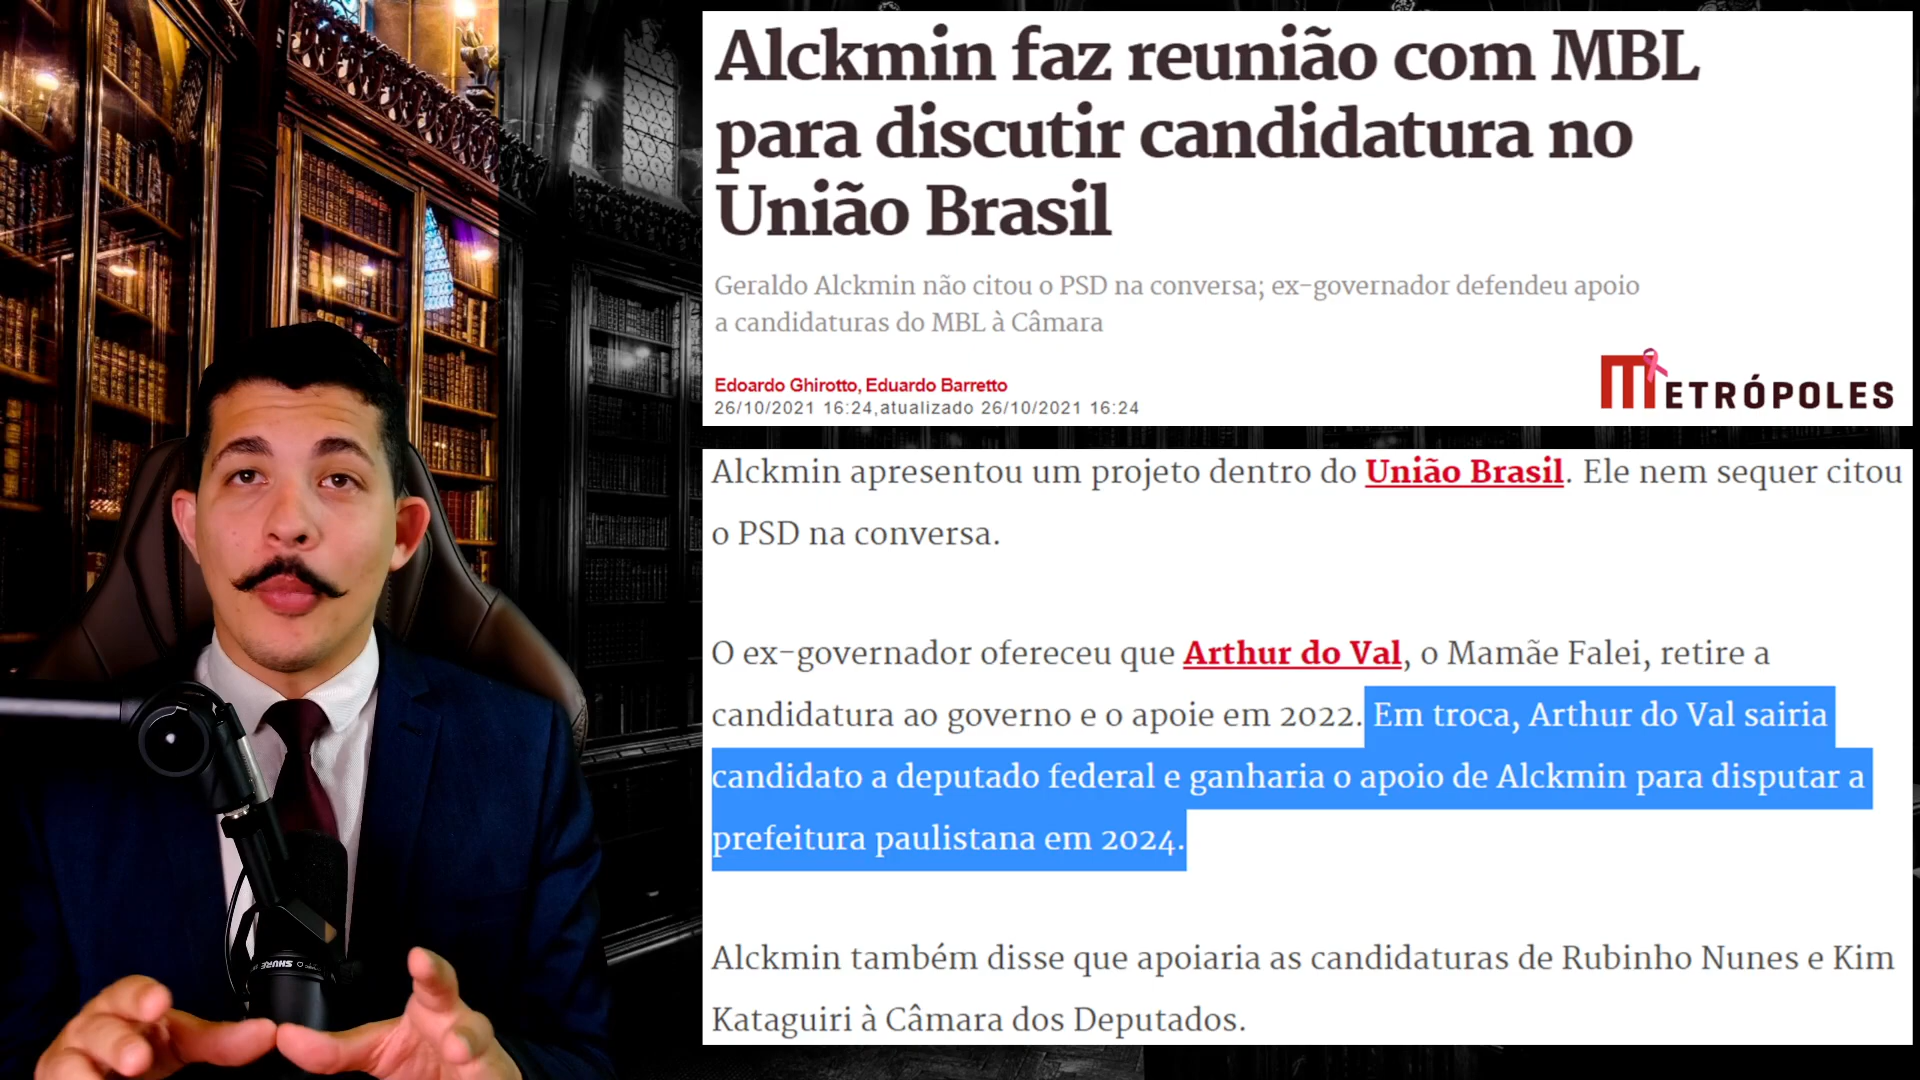 Alckmin faz reunião com MBL
para discutir candidatura no
União Brasil
Geraldo Alckmin não citou o PSD na conversa; ex-governador defendeu apoio
a candidaturas do MBL à Câmara
Edoardo Ghirotto, Eduardo Barretto
26/10/2021 16:24,atualizado 26/10/2021 16:24
METRÓPOLES
Alckmin apresentou um projeto dentro do União Brasil. Ele nem sequer citou
o PSD na conversa.
O ex-governador ofereceu que Arthur do Val, o Mamãe Falei, retire a
candidatura ao governo e o apoie em 2022. Em troca, Arthur do Val sairia
candidato a deputado federal e ganharia o apoio de Alckmin para disputar a
prefeitura paulistana em 2024.
Alckmin também disse que apoiaria as candidaturas de Rubinho Nunes e Kim
Kataguiri à Câmara dos Deputados.
SHURE